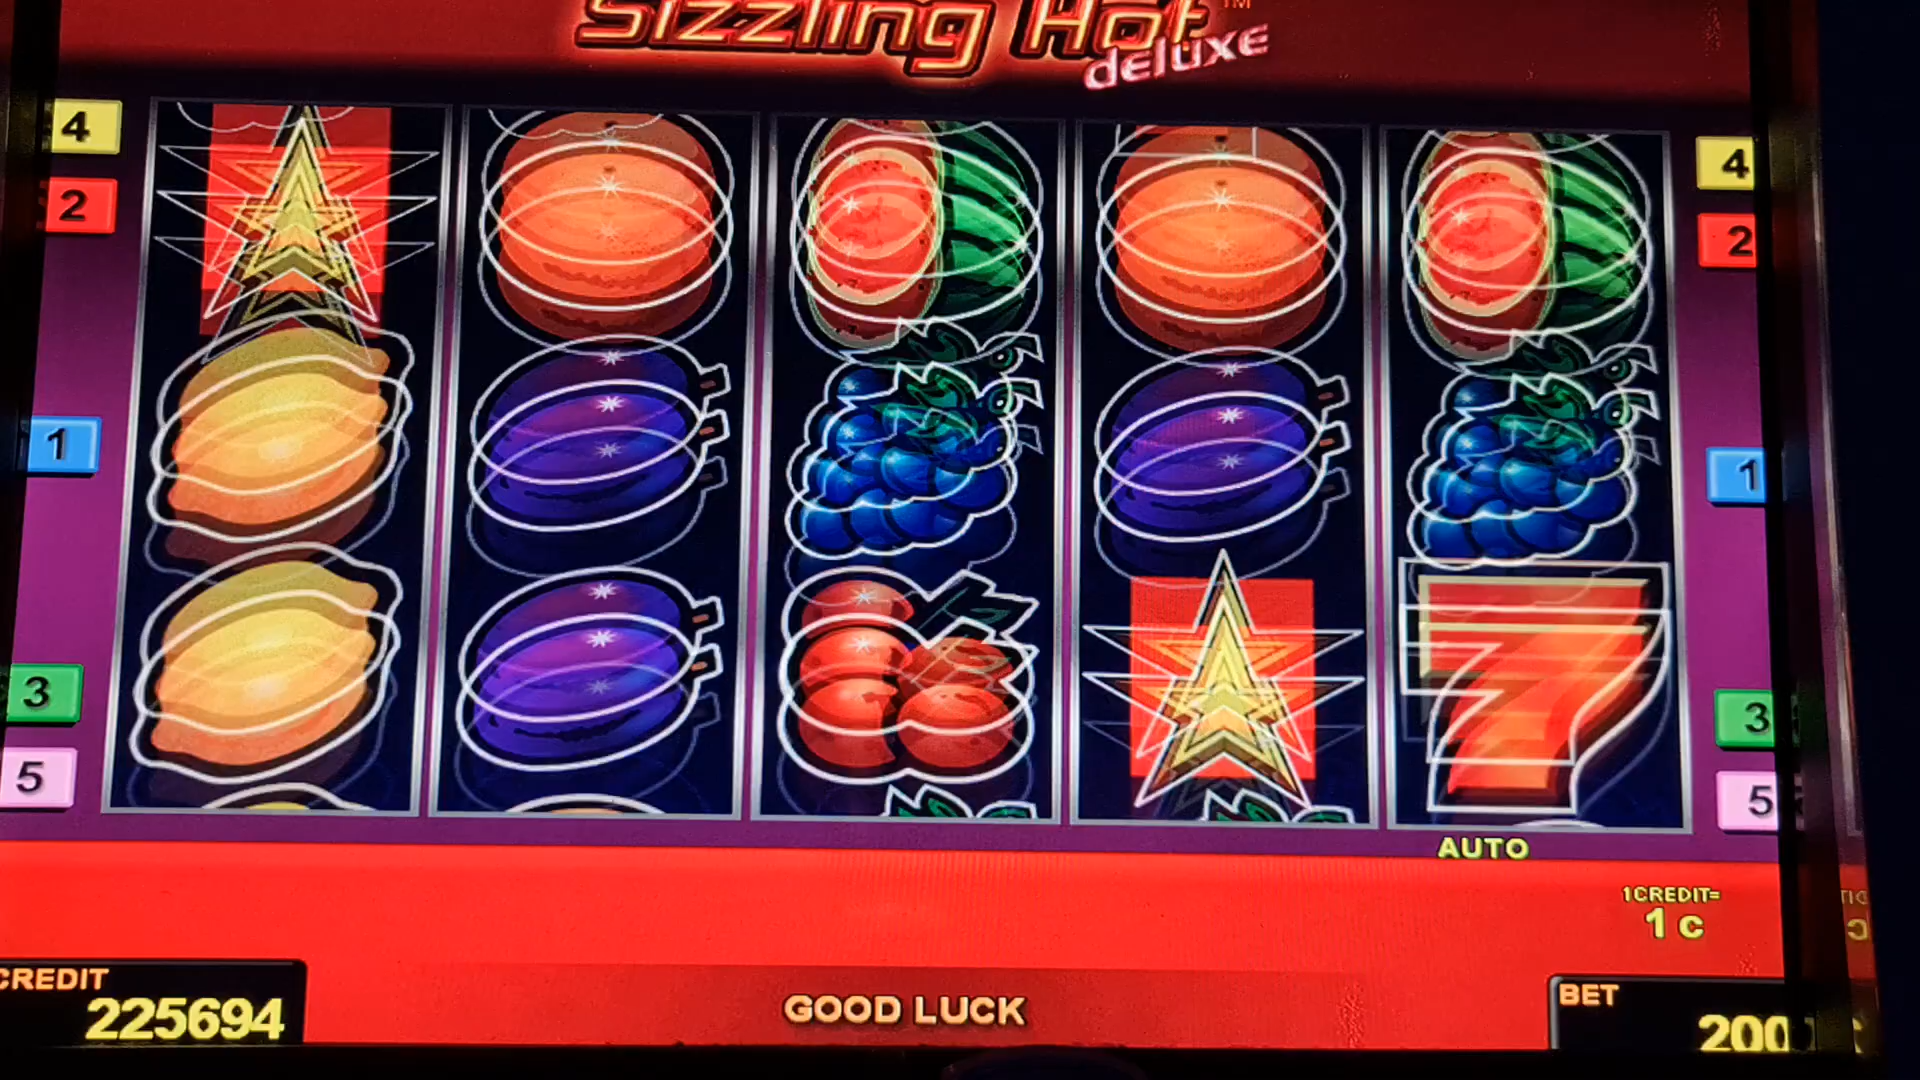 Sizzling Hot™
deluxe
4
4
2
2
1
1
3
3
5
5
AUTO
1CREDIT=
1 c
CREDIT
225694
GOOD LUCK
BET
200